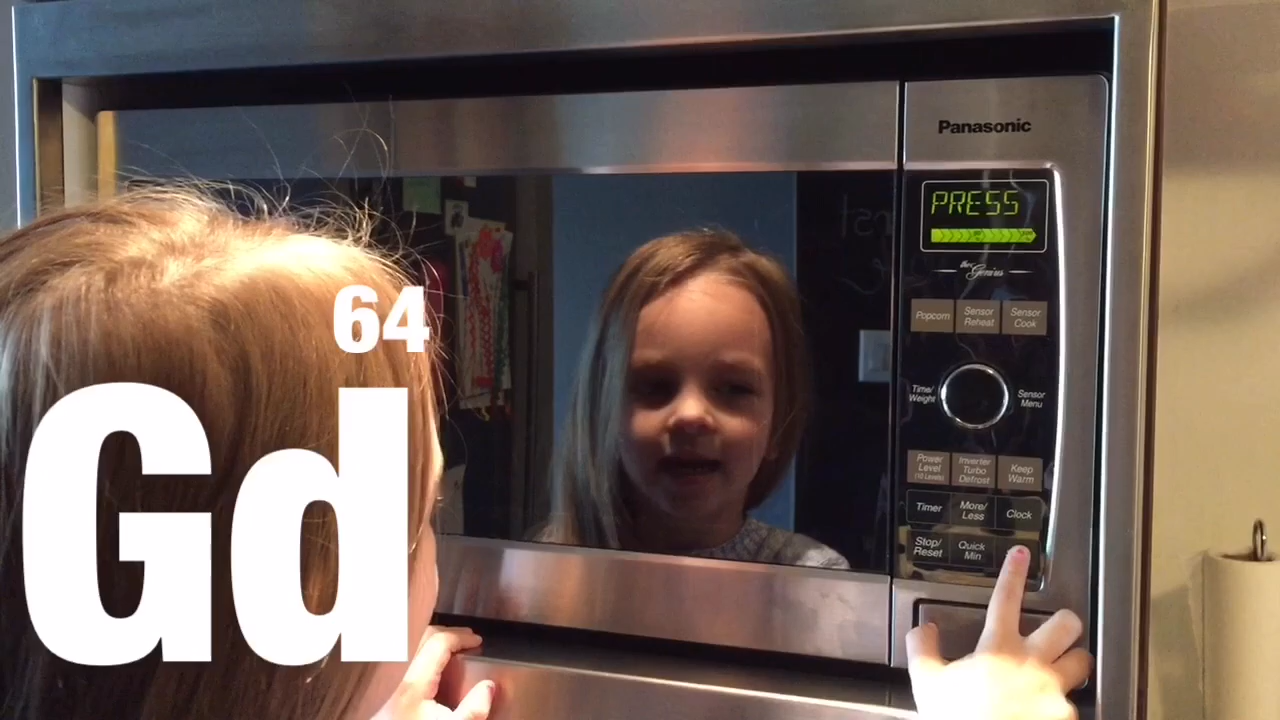 Panasonic
PRESS
the Genius
Popcorn
Sensor
Reheat
Sensor
Cook
Time/
Weight
Sensor
Menu
Power
Level
(10 Levels)
Inverter
Turbo
Defrost
Keep
Warm
Timer
More/
Less
Clock
Stop/
Reset
Quick
Min
64
Gd